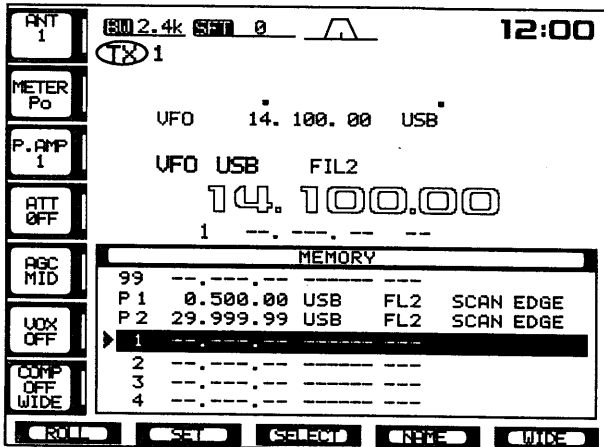 ANT
1
BW 2.4k SFT 0
12:00
TX 1
METER
Po
VFO 14. 100. 00 USB
P.AMP
1
VFO USB FIL2
ATT
OFF
14. 100.00
1 --. ---. -- --
AGC
MID
MEMORY
99 --.---.-- ------ ---
P1 0.500.00 USB FL2 SCAN EDGE
P2 29.999.99 USB FL2 SCAN EDGE
VOX
OFF
1 --.---.-- ------ ---
2 --.---.-- ------ ---
3 --.---.-- ------ ---
4 --.---.-- ------ ---
COMP
OFF
WIDE
ROLL SET SELECT NAME WIDE